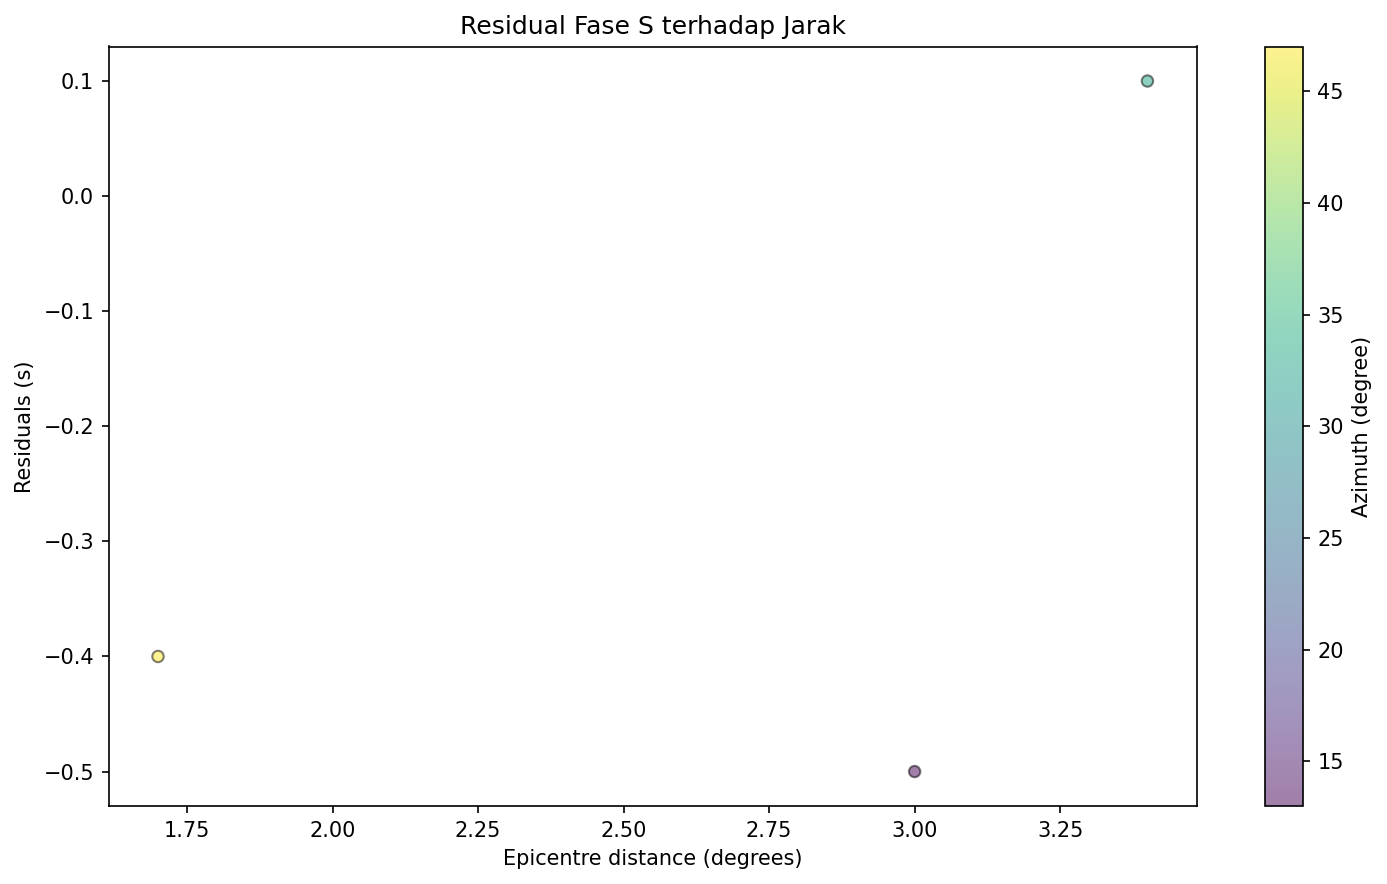 Residual Fase S terhadap Jarak
0.1
0.0
−0.1
−0.2
−0.3
−0.4
−0.5
Residuals (s)
1.75 2.00 2.25 2.50 2.75 3.00 3.25
Epicentre distance (degrees)
45
40
35
30
25
20
15
Azimuth (degree)